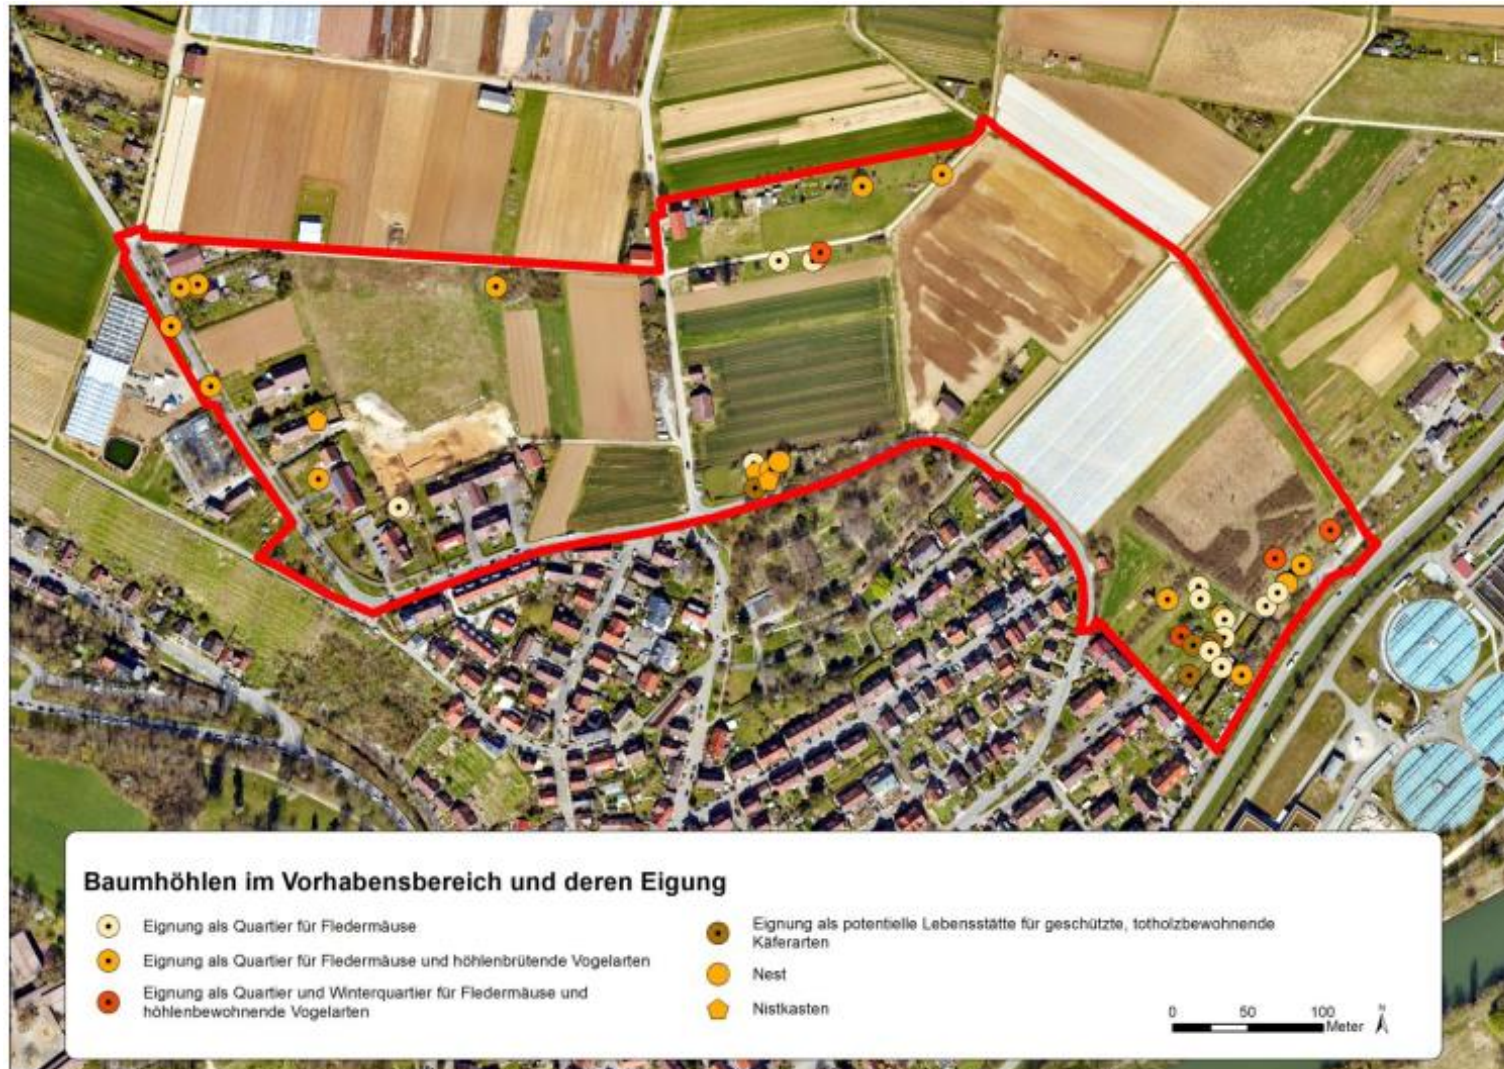 Baumhöhlen im Vorhabensbereich und deren Eigung
Eignung als Quartier für Fledermäuse
Eignung als Quartier für Fledermäuse und höhlenbrütende Vogelarten
Eignung als Quartier und Winterquartier für Fledermäuse und
höhlenbewohnende Vogelarten
Eignung als potentielle Lebensstätte für geschützte, totholzbewohnende
Käferarten
Nest
Nistkasten
0 50 100
Meter
N